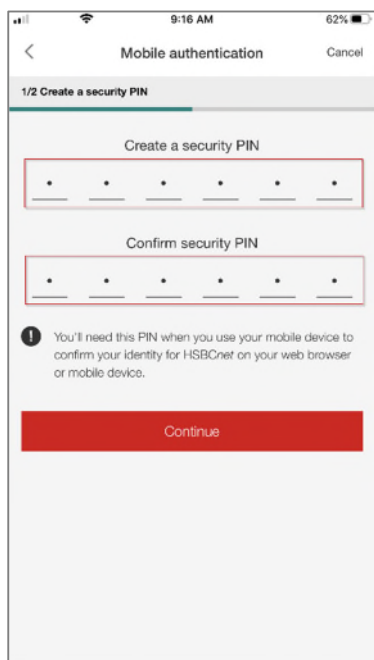 9:16 AM 62%
Mobile authentication Cancel
1/2 Create a security PIN
Create a security PIN
Confirm security PIN
You'll need this PIN when you use your mobile device to
confirm your identity for HSBCnet on your web browser
or mobile device.
Continue